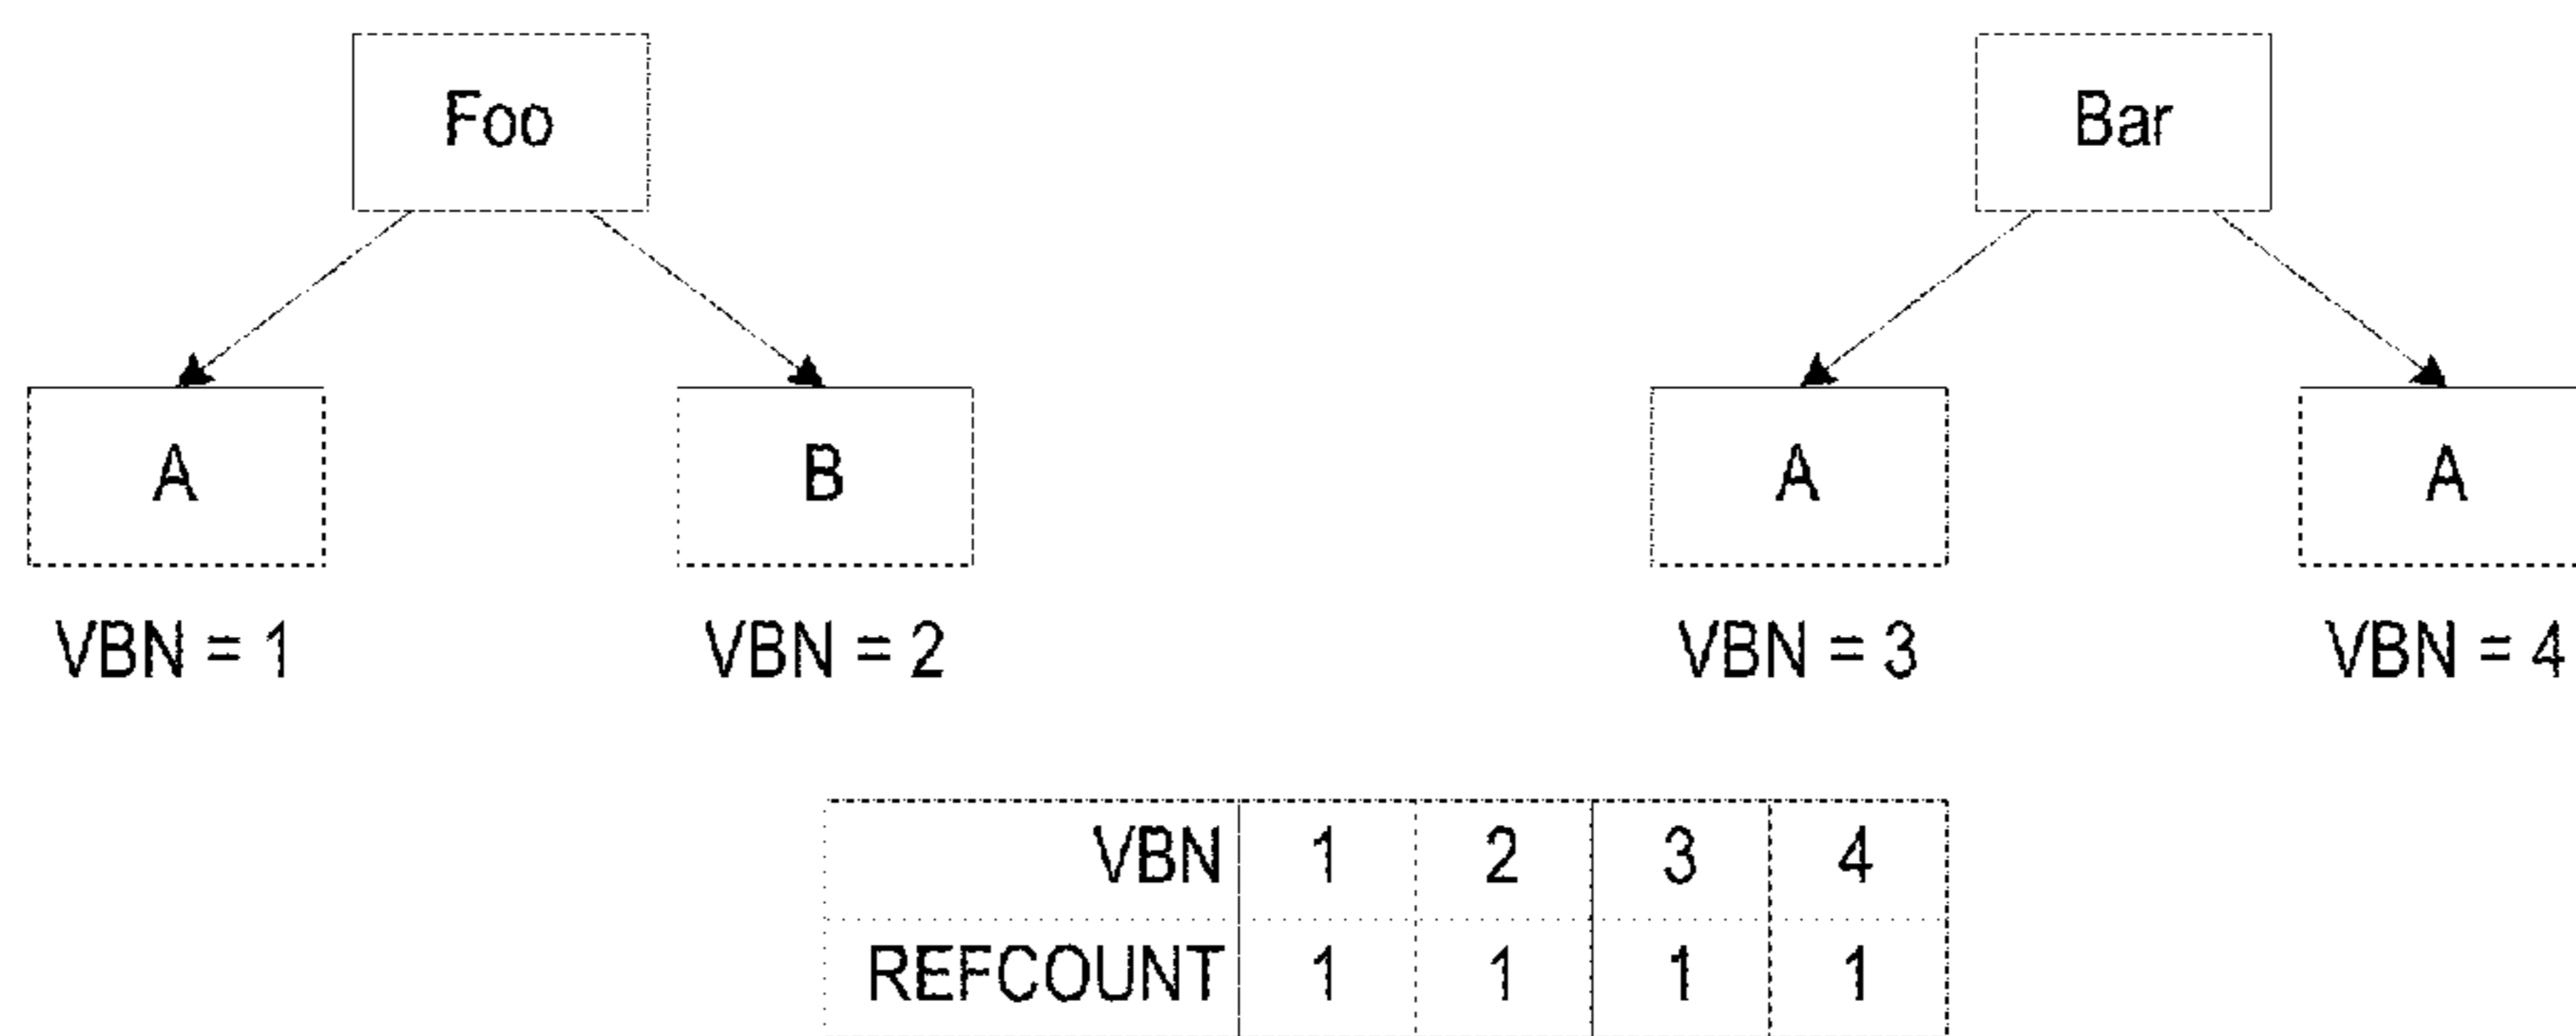 Foo Bar
A B A A
VBN = 1 VBN = 2 VBN = 3 VBN = 4
VBN 1 2 3 4
REFCOUNT 1 1 1 1